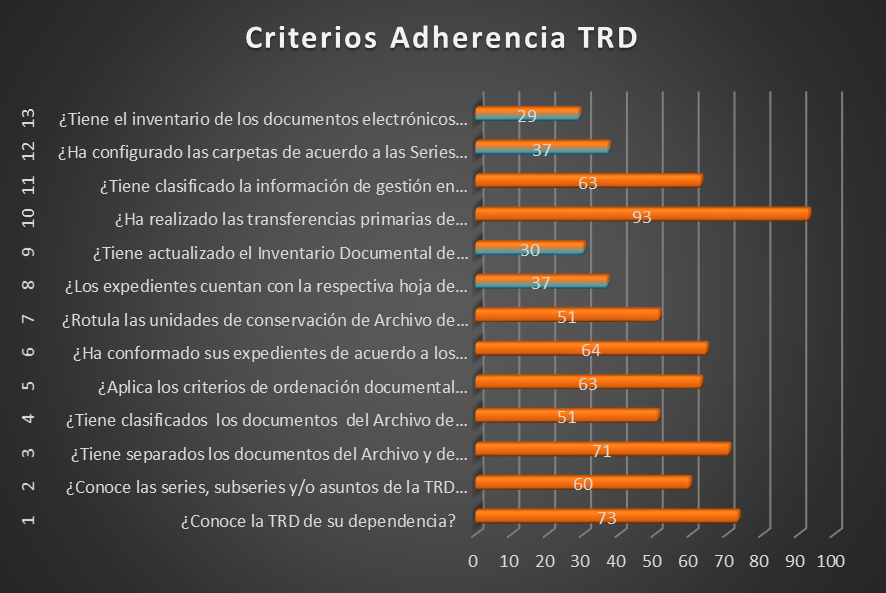 Criterios Adherencia TRD
13 ¿Tiene el inventario de los documentos electrónicos... 29
12 ¿Ha configurado las carpetas de acuerdo a las Series... 37
11 ¿Tiene clasificado la información de gestión en... 63
10 ¿Ha realizado las transferencias primarias de... 93
9 ¿Tiene actualizado el Inventario Documental de... 30
8 ¿Los expedientes cuentan con la respectiva hoja de... 37
7 ¿Rotula las unidades de conservación de Archivo de... 51
6 ¿Ha conformado sus expedientes de acuerdo a los... 64
5 ¿Aplica los criterios de ordenación documental... 63
4 ¿Tiene clasificados los documentos del Archivo de... 51
3 ¿Tiene separados los documentos del Archivo y de... 71
2 ¿Conoce las series, subseries y/o asuntos de la TRD... 60
1 ¿Conoce la TRD de su dependencia? 73
0 10 20 30 40 50 60 70 80 90 100